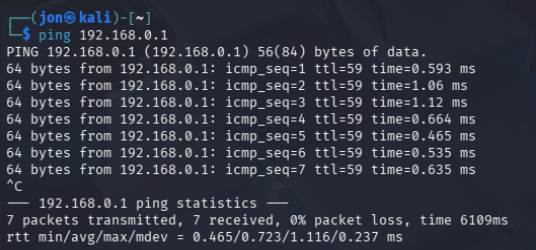 ┌──(jon㉿kali)-[~]
└─$ ping 192.168.0.1
PING 192.168.0.1 (192.168.0.1) 56(84) bytes of data.
64 bytes from 192.168.0.1: icmp_seq=1 ttl=59 time=0.593 ms
64 bytes from 192.168.0.1: icmp_seq=2 ttl=59 time=1.06 ms
64 bytes from 192.168.0.1: icmp_seq=3 ttl=59 time=1.12 ms
64 bytes from 192.168.0.1: icmp_seq=4 ttl=59 time=0.664 ms
64 bytes from 192.168.0.1: icmp_seq=5 ttl=59 time=0.465 ms
64 bytes from 192.168.0.1: icmp_seq=6 ttl=59 time=0.535 ms
64 bytes from 192.168.0.1: icmp_seq=7 ttl=59 time=0.635 ms
^C
--- 192.168.0.1 ping statistics ---
7 packets transmitted, 7 received, 0% packet loss, time 6109ms
rtt min/avg/max/mdev = 0.465/0.723/1.116/0.237 ms